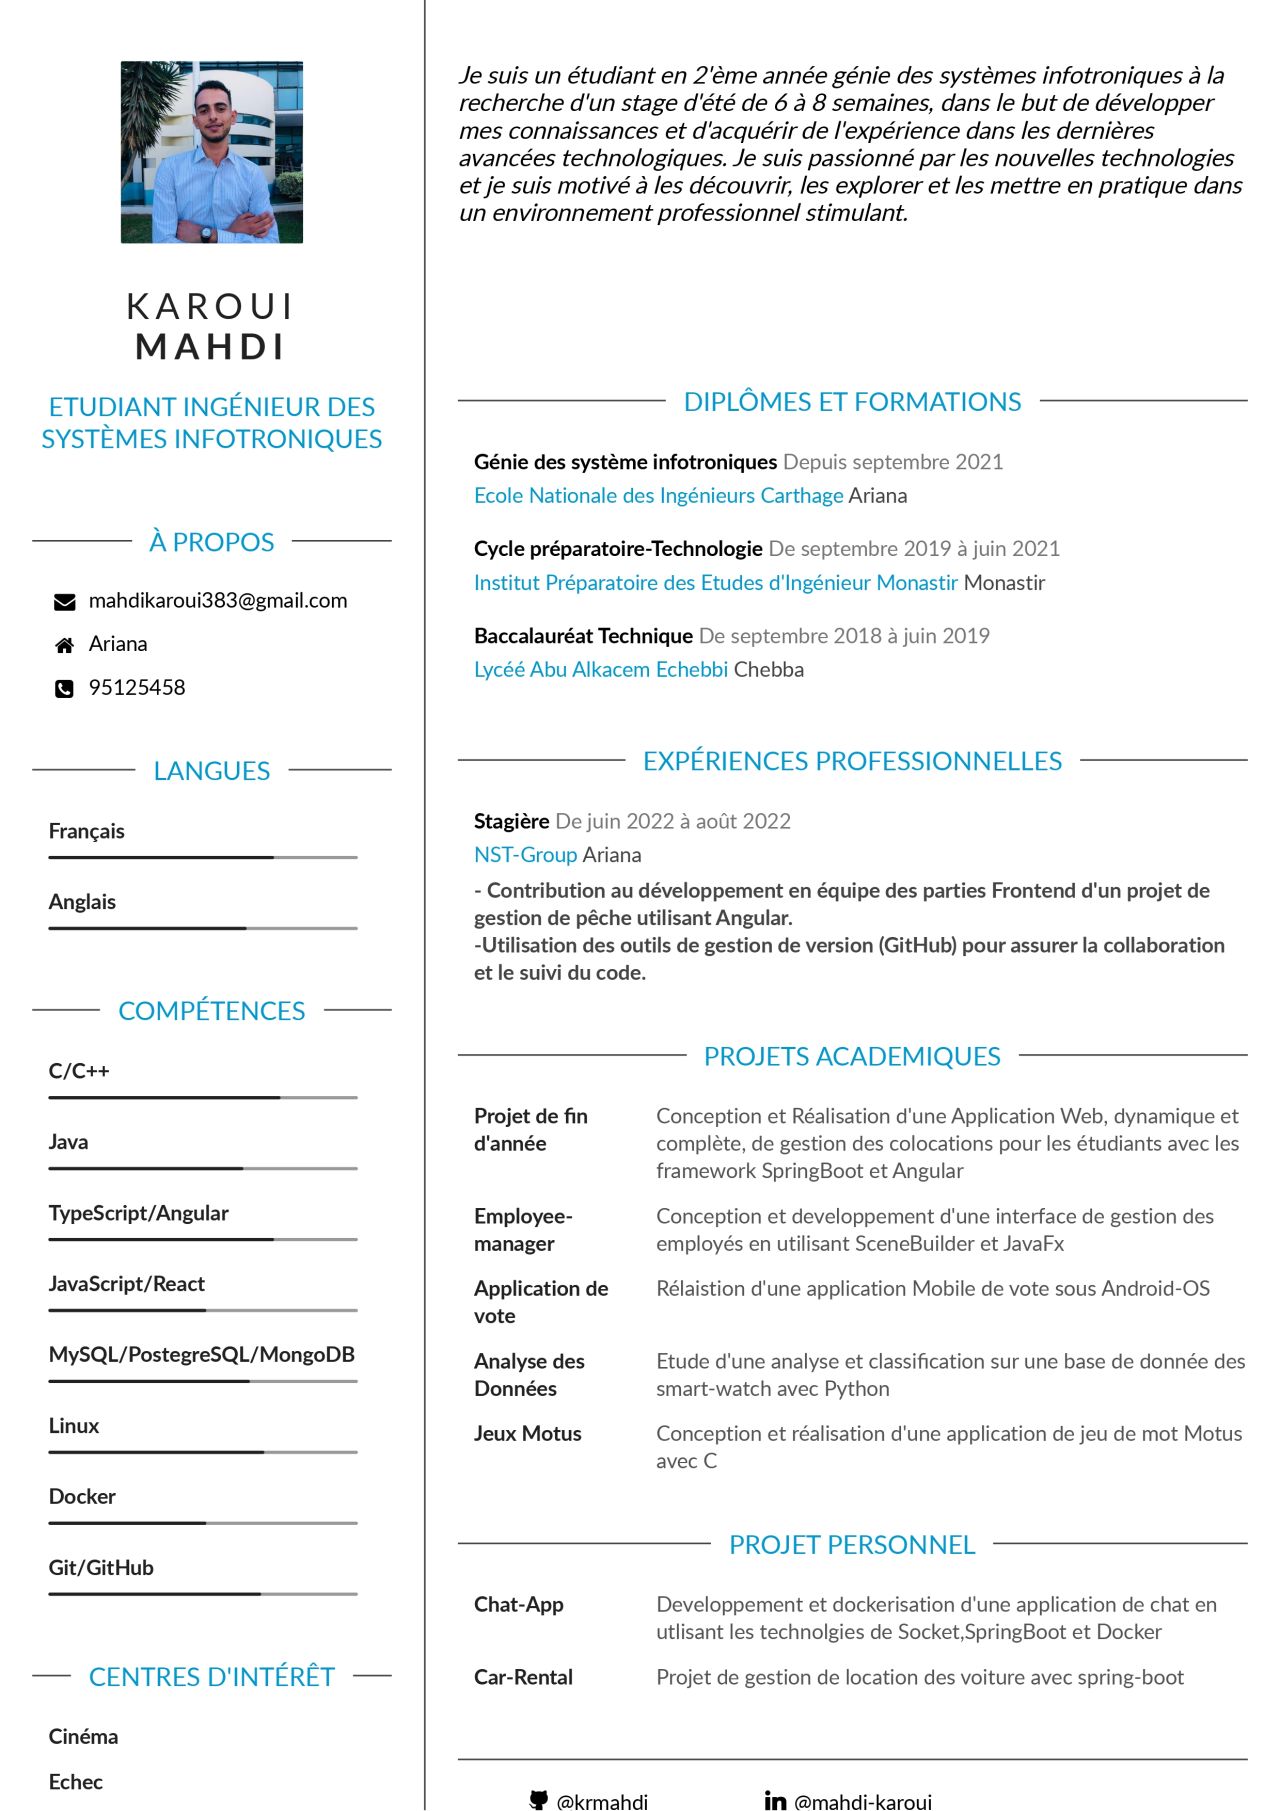 KAROUI
MAHDI
ETUDIANT INGÉNIEUR DES
SYSTÈMES INFOTRONIQUES
À PROPOS
mahdikaroui383@gmail.com
Ariana
95125458
LANGUES
Français
Anglais
COMPÉTENCES
C/C++
Java
TypeScript/Angular
JavaScript/React
MySQL/PostegreSQL/MongoDB
Linux
Docker
Git/GitHub
CENTRES D'INTÉRÊT
Cinéma
Echec
Je suis un étudiant en 2'ème année génie des systèmes infotroniques à la
recherche d'un stage d'été de 6 à 8 semaines, dans le but de développer
mes connaissances et d'acquérir de l'expérience dans les dernières
avancées technologiques. Je suis passionné par les nouvelles technologies
et je suis motivé à les découvrir, les explorer et les mettre en pratique dans
un environnement professionnel stimulant.
DIPLÔMES ET FORMATIONS
Génie des système infotroniques Depuis septembre 2021
Ecole Nationale des Ingénieurs Carthage Ariana
Cycle préparatoire-Technologie De septembre 2019 à juin 2021
Institut Préparatoire des Etudes d'Ingénieur Monastir Monastir
Baccalauréat Technique De septembre 2018 à juin 2019
Lycéé Abu Alkacem Echebbi Chebba
EXPÉRIENCES PROFESSIONNELLES
Stagière De juin 2022 à août 2022
NST-Group Ariana
- Contribution au développement en équipe des parties Frontend d'un projet de
gestion de pêche utilisant Angular.
-Utilisation des outils de gestion de version (GitHub) pour assurer la collaboration
et le suivi du code.
PROJETS ACADEMIQUES
Projet de fin
d'année
Conception et Réalisation d'une Application Web, dynamique et
complète, de gestion des colocations pour les étudiants avec les
framework SpringBoot et Angular
Employee-
manager
Conception et developpement d'une interface de gestion des
employés en utilisant SceneBuilder et JavaFx
Application de
vote
Rélaistion d'une application Mobile de vote sous Android-OS
Analyse des
Données
Etude d'une analyse et classification sur une base de donnée des
smart-watch avec Python
Jeux Motus
Conception et réalisation d'une application de jeu de mot Motus
avec C
PROJET PERSONNEL
Chat-App
Developpement et dockerisation d'une application de chat en
utlisant les technolgies de Socket,SpringBoot et Docker
Car-Rental
Projet de gestion de location des voiture avec spring-boot
@krmahdi
@mahdi-karoui